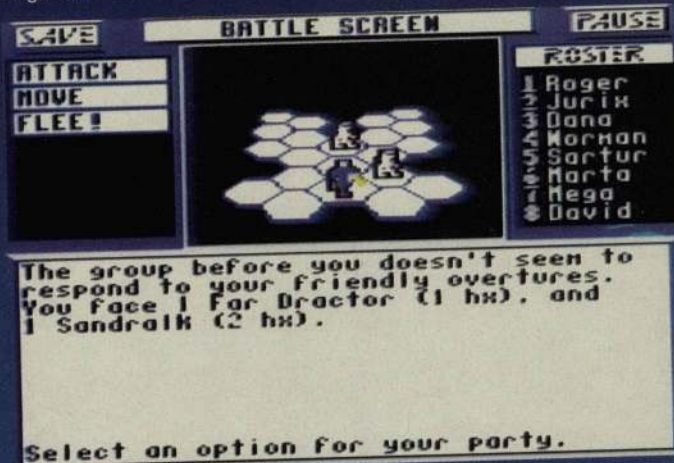 SAVE
BATTLE SCREEN
PAUSE
ATTACK
MOVE
FLEE!
ROSTER
1 Roger
2 Jurix
3 Dana
4 Norman
5 Sartur
6 Marta
7 Mega
8 David
The group before you doesn't seem to
respond to your friendly overtures.
You face 1 Far Dractor (1 hx), and
1 Sandralk (2 hx).
Select an option for your party.